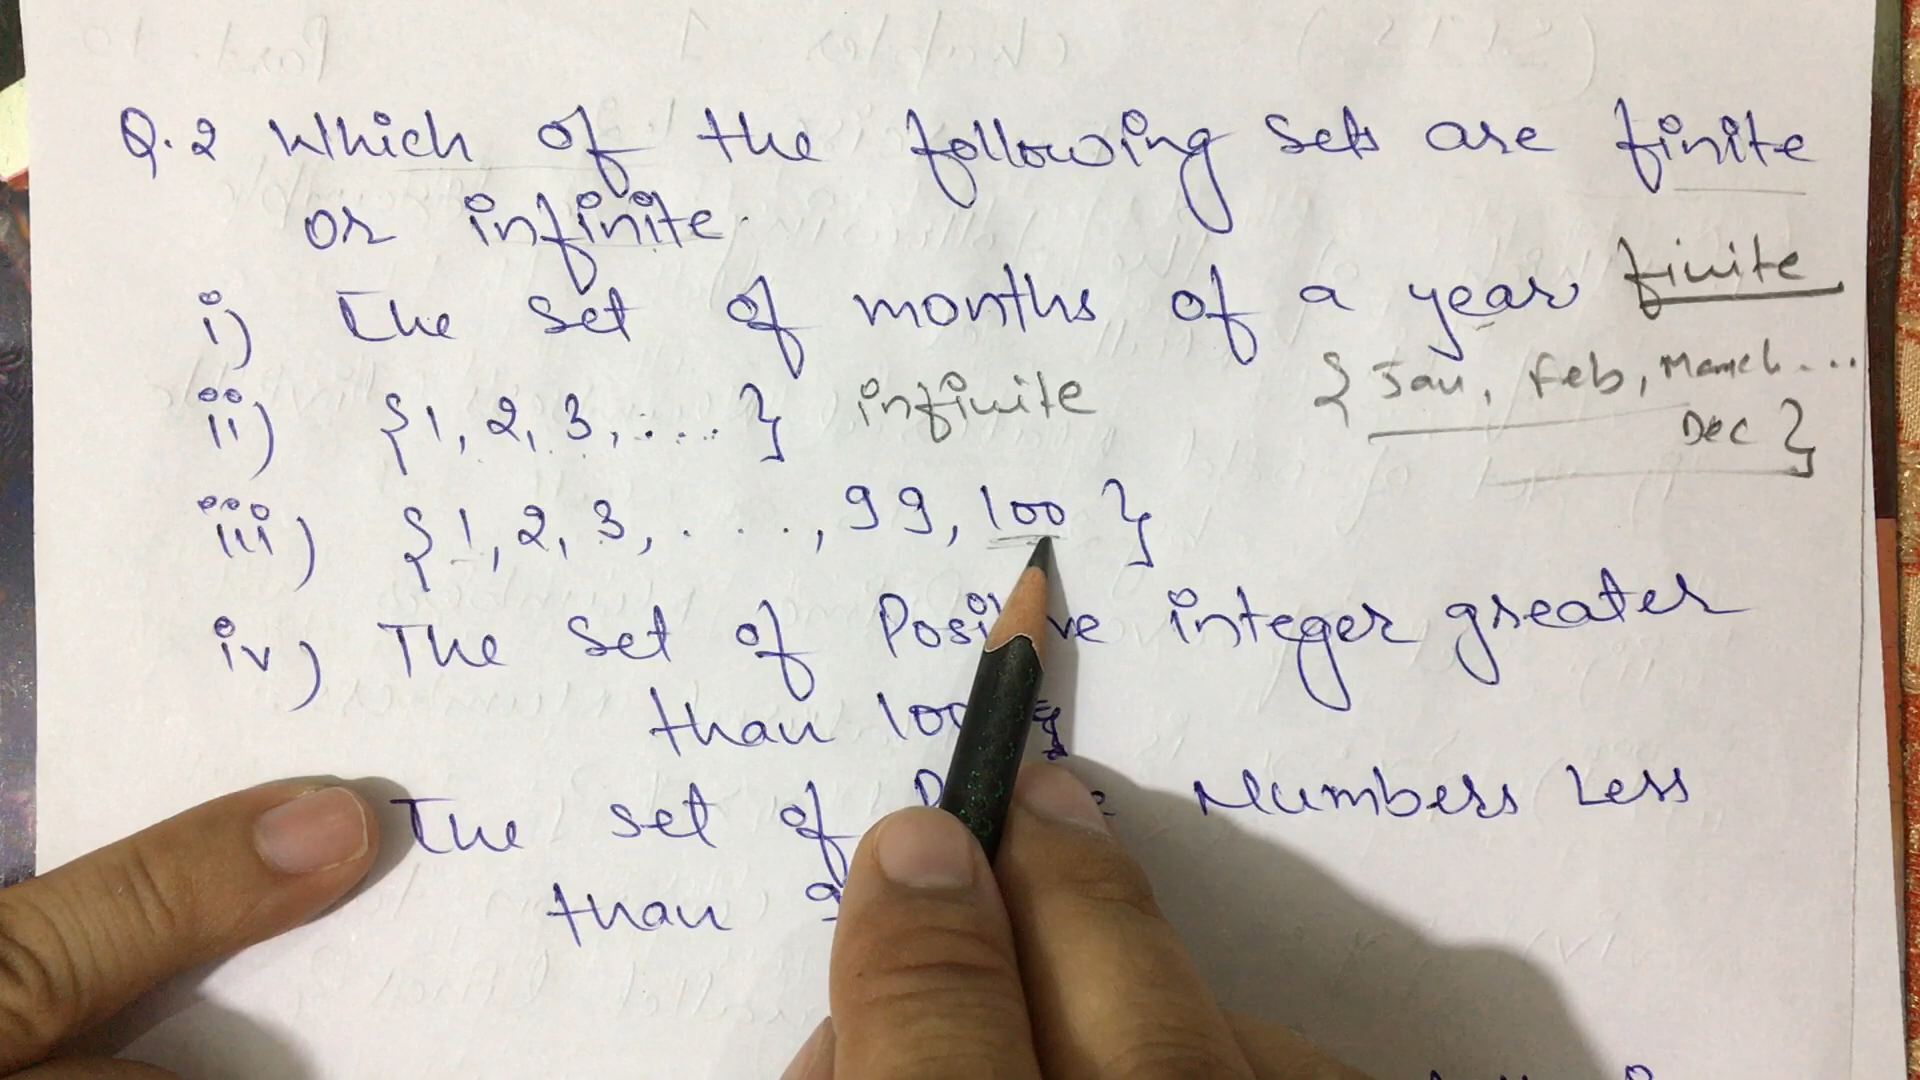 Q.2 Which of the following sets are finite
or infinite.
i) The set of months of a year finite
{ Jan, Feb, March ...
Dec }
ii) {1, 2, 3, .... } infinite
iii) {1, 2, 3, . . . ., 99, 100 }
iv) The set of Positive integer greater
than 100
The set of Numbers Less
than